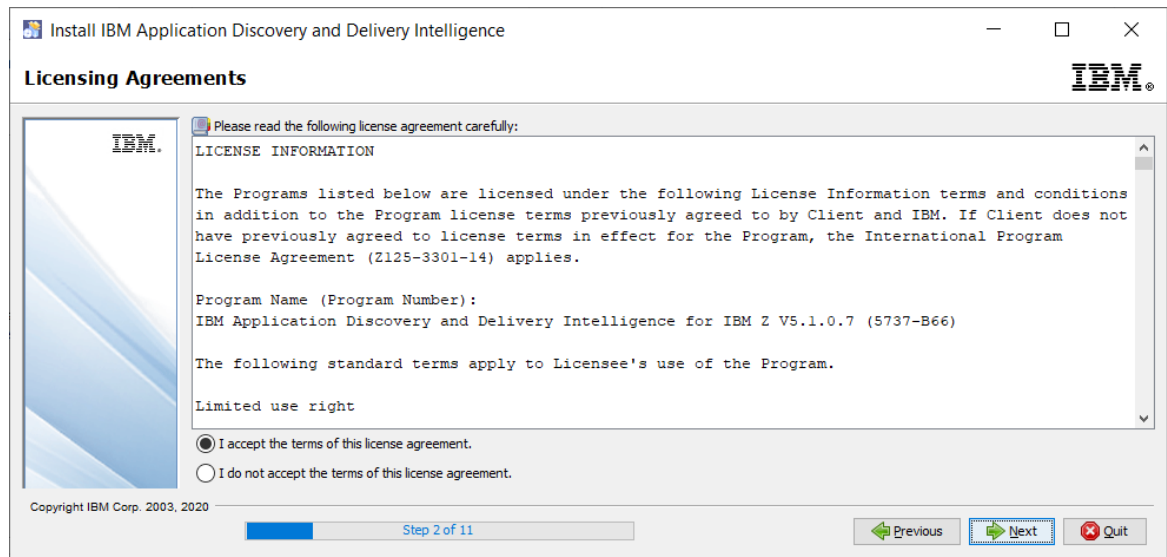 Install IBM Application Discovery and Delivery Intelligence
Licensing Agreements
IBM®
IBM.
Please read the following license agreement carefully:
LICENSE INFORMATION
The Programs listed below are licensed under the following License Information terms and conditions
in addition to the Program license terms previously agreed to by Client and IBM. If Client does not
have previously agreed to license terms in effect for the Program, the International Program
License Agreement (Z125-3301-14) applies.
Program Name (Program Number):
IBM Application Discovery and Delivery Intelligence for IBM Z V5.1.0.7 (5737-B66)
The following standard terms apply to Licensee's use of the Program.
Limited use right
I accept the terms of this license agreement.
I do not accept the terms of this license agreement.
Copyright IBM Corp. 2003, 2020
Step 2 of 11
Previous
Next
Quit